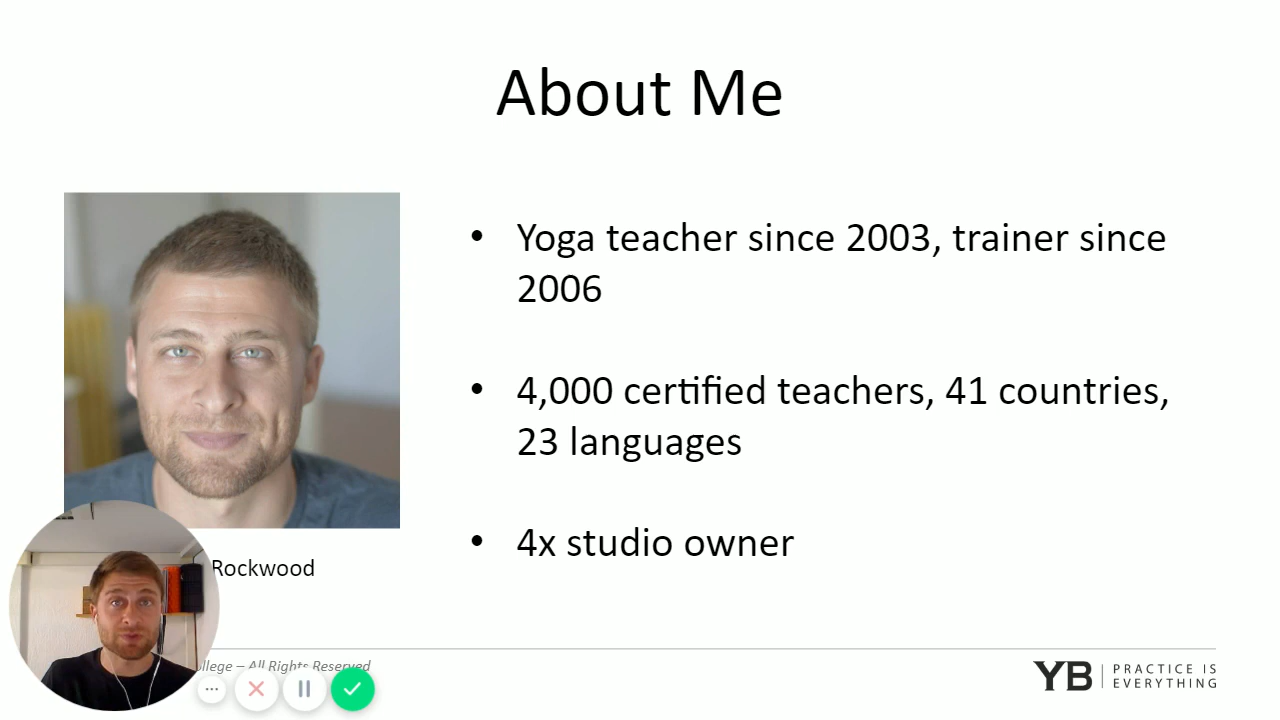 About Me
• Yoga teacher since 2003, trainer since
2006
• 4,000 certified teachers, 41 countries,
23 languages
• 4x studio owner
Rockwood
– All Rights Reserved
YB | PRACTICE IS
EVERYTHING